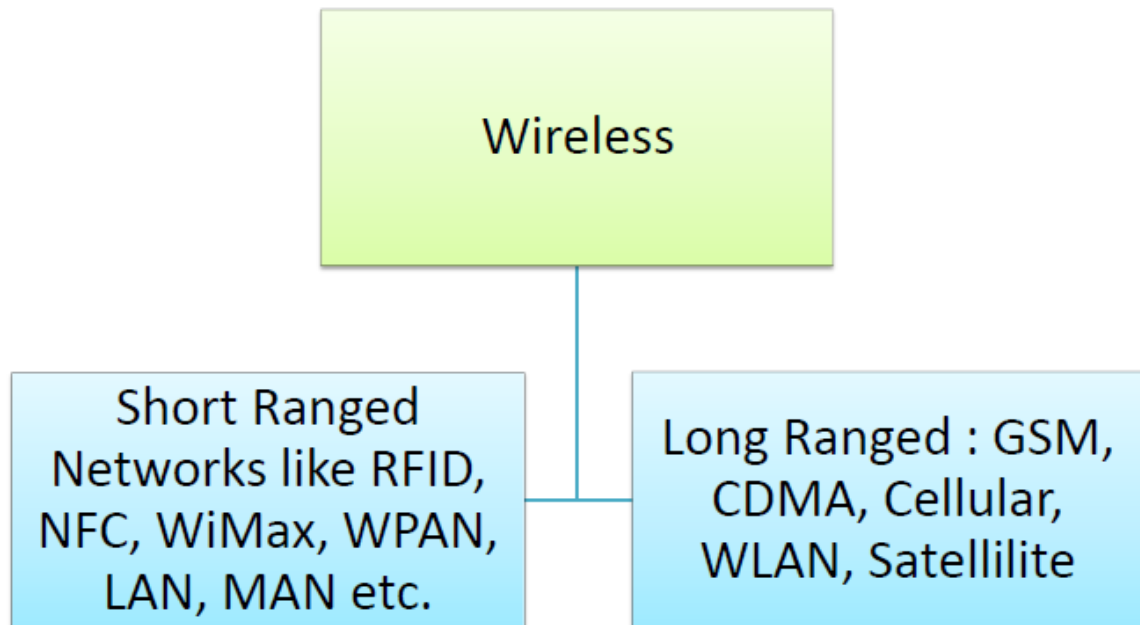 Wireless
Short Ranged
Networks like RFID,
NFC, WiMax, WPAN,
LAN, MAN etc.
Long Ranged : GSM,
CDMA, Cellular,
WLAN, Satellilite